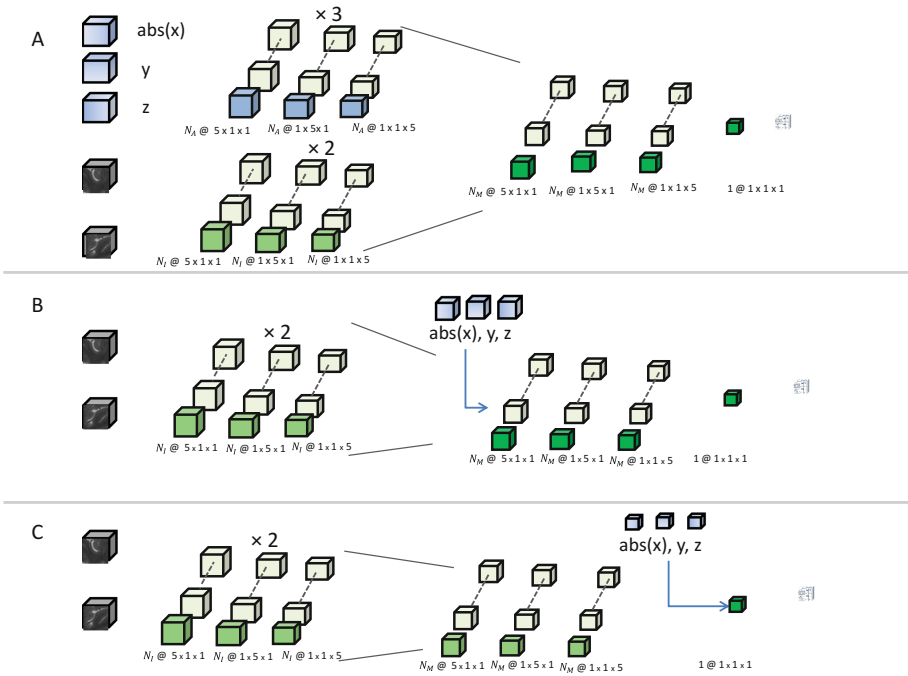 A
abs(x)
y
z
× 3
N_A @ 5 x 1 x 1
N_A @ 1 x 5 x 1
N_A @ 1 x 1 x 5
× 2
N_I @ 5 x 1 x 1
N_I @ 1 x 5 x 1
N_I @ 1 x 1 x 5
N_M @ 5 x 1 x 1
N_M @ 1 x 5 x 1
N_M @ 1 x 1 x 5
1 @ 1 x 1 x 1
B
× 2
N_I @ 5 x 1 x 1
N_I @ 1 x 5 x 1
N_I @ 1 x 1 x 5
abs(x), y, z
N_M @ 5 x 1 x 1
N_M @ 1 x 5 x 1
N_M @ 1 x 1 x 5
1 @ 1 x 1 x 1
C
× 2
N_I @ 5 x 1 x 1
N_I @ 1 x 5 x 1
N_I @ 1 x 1 x 5
N_M @ 5 x 1 x 1
N_M @ 1 x 5 x 1
N_M @ 1 x 1 x 5
abs(x), y, z
1 @ 1 x 1 x 1